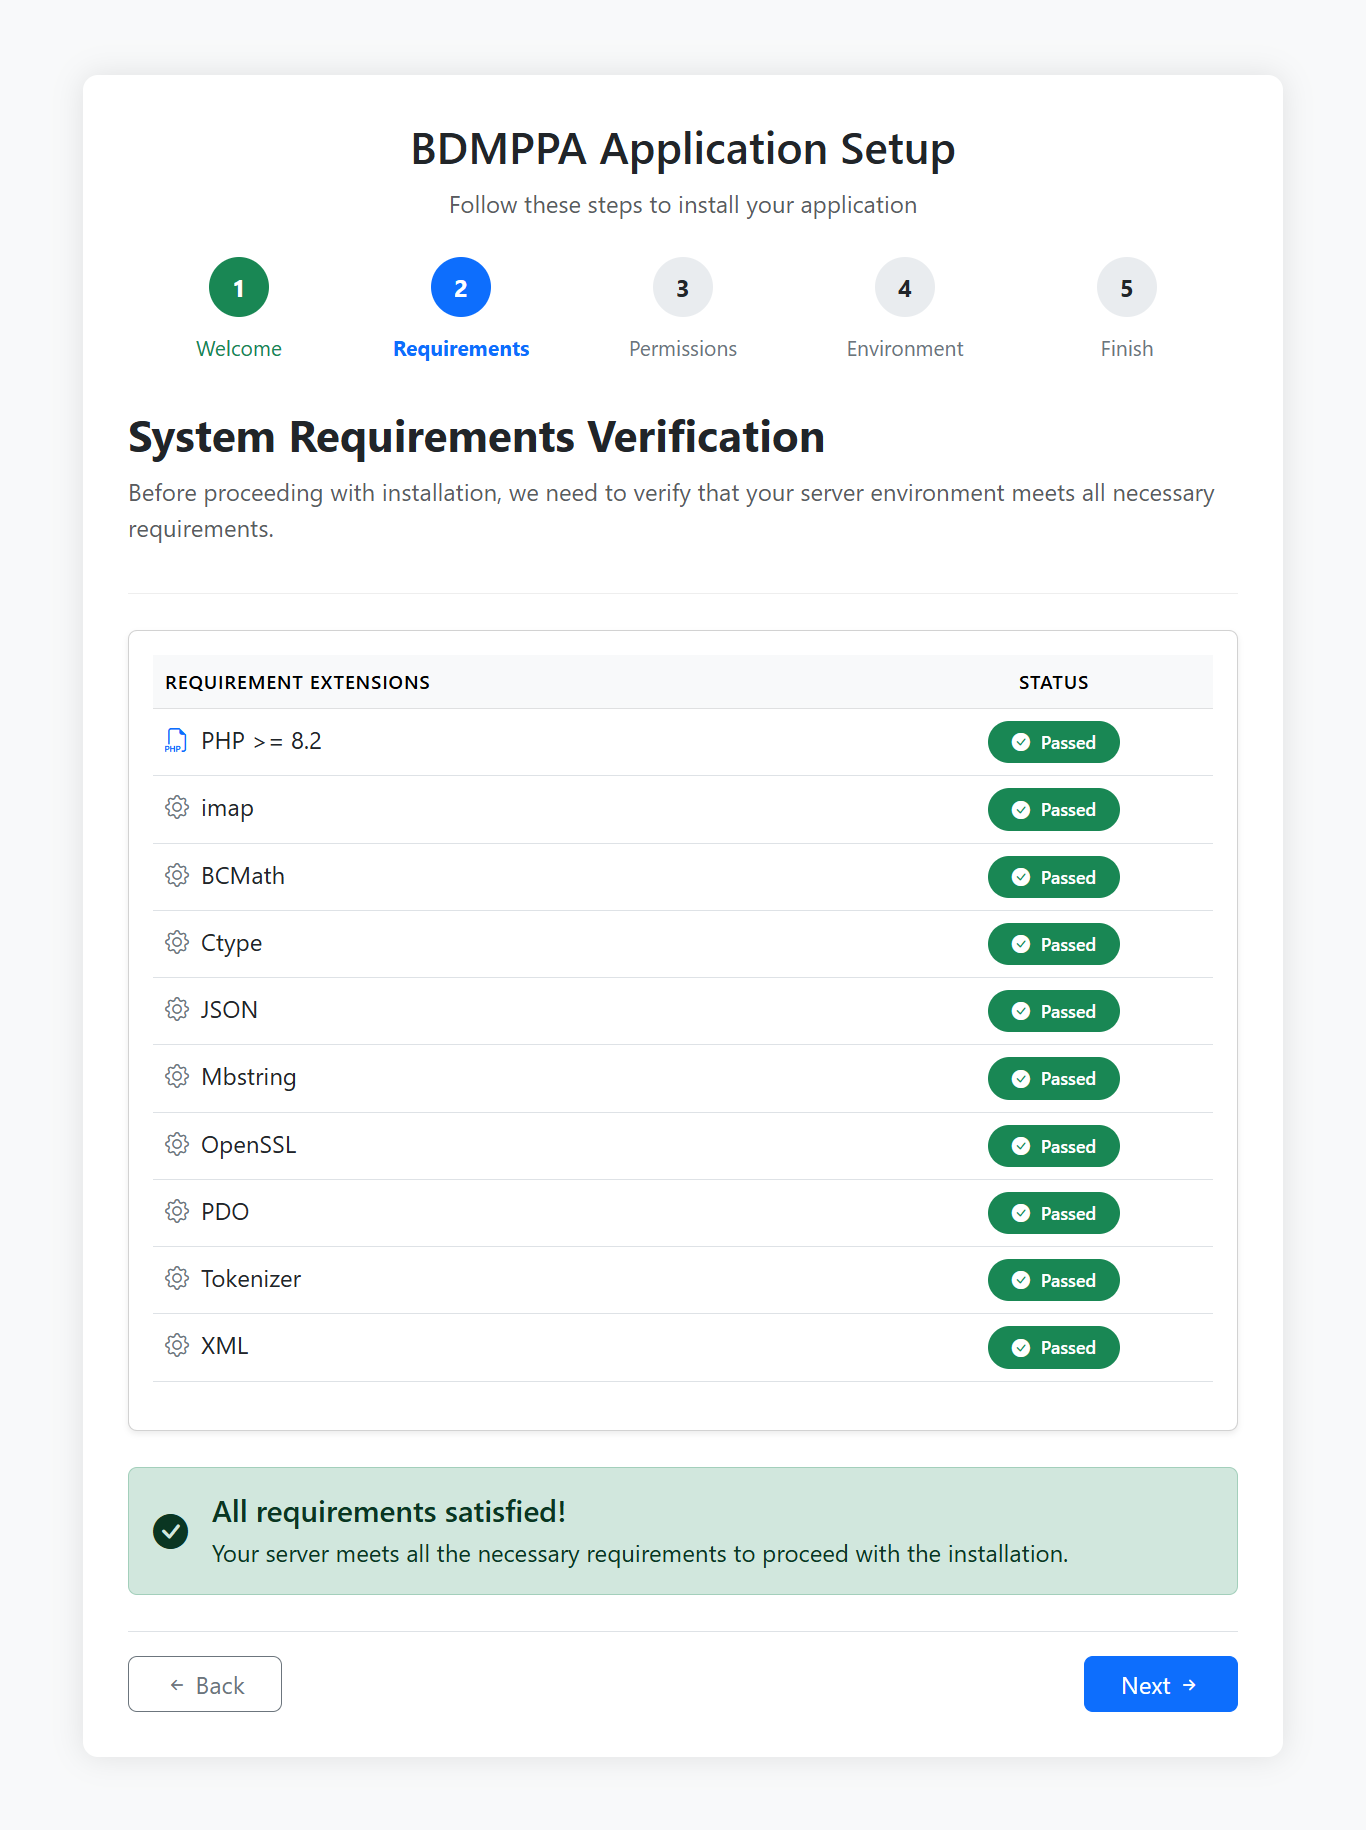 BDMPPA Application Setup
Follow these steps to install your application
1 2 3 4 5
Welcome Requirements Permissions Environment Finish
System Requirements Verification
Before proceeding with installation, we need to verify that your server environment meets all necessary
requirements.
REQUIREMENT EXTENSIONS STATUS
PHP PHP >= 8.2 Passed
imap Passed
BCMath Passed
Ctype Passed
JSON Passed
Mbstring Passed
OpenSSL Passed
PDO Passed
Tokenizer Passed
XML Passed
All requirements satisfied!
Your server meets all the necessary requirements to proceed with the installation.
← Back Next →